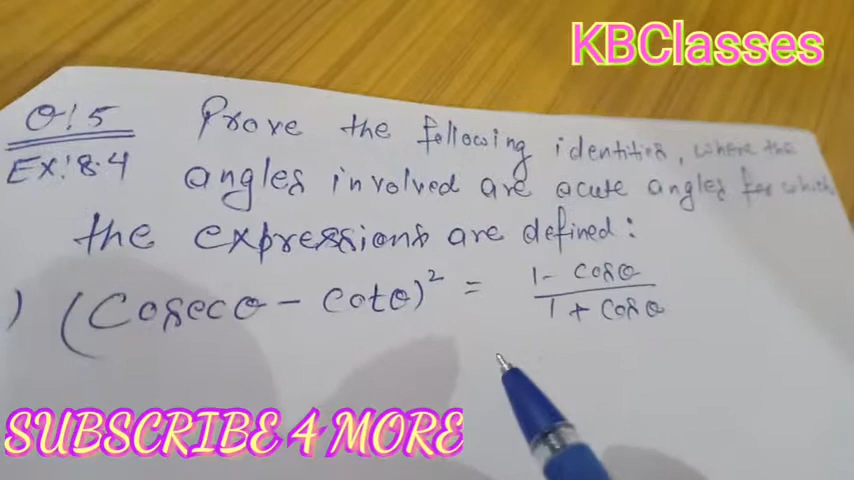 KBClasses
Q!5 Prove the following identities, where the
Ex!8.4 angles involved are acute angles for which
the expressions are defined:
) (Cosecθ - cotθ)² = 1 - cosθ / 1 + cosθ
SUBSCRIBE 4 MORE